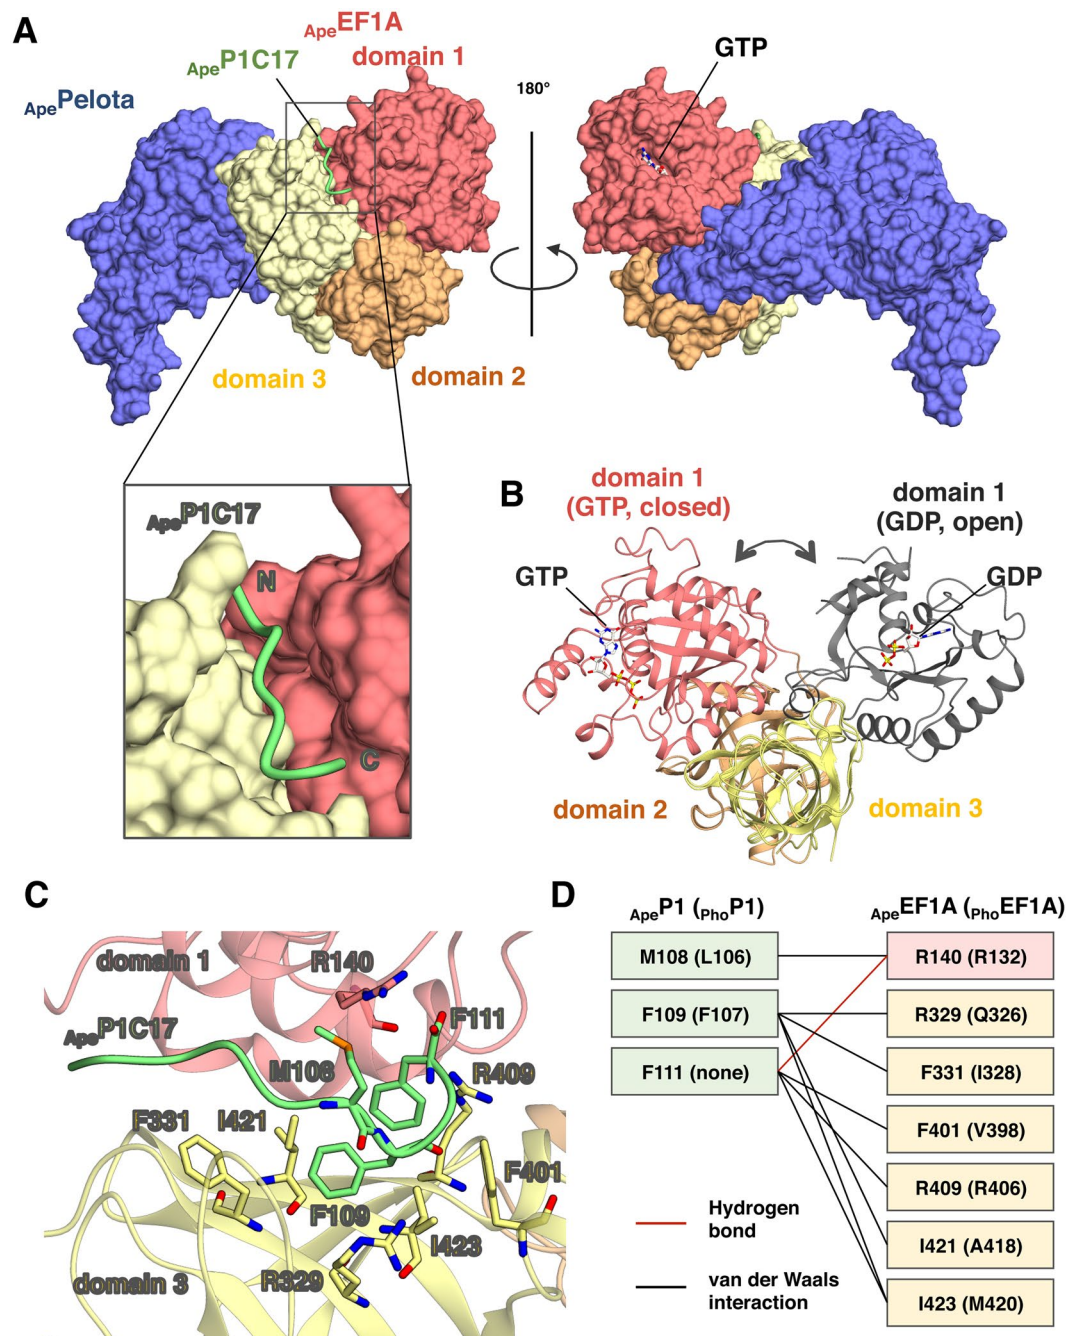 A
ApeEF1A
domain 1
ApeP1C17
ApePelota
180°
GTP
domain 3
domain 2
ApeP1C17
N
C
B
domain 1
(GTP, closed)
domain 1
(GDP, open)
GTP
GDP
domain 2
domain 3
C
domain 1
R140
ApeP1C17
F111
M108
R409
F331
I421
F401
F109
I423
R329
domain 3
D
ApeP1 (PhoP1)
ApeEF1A (PhoEF1A)
M108 (L106)
R140 (R132)
F109 (F107)
R329 (Q326)
F111 (none)
F331 (I328)
F401 (V398)
R409 (R406)
I421 (A418)
I423 (M420)
Hydrogen
bond
van der Waals
interaction